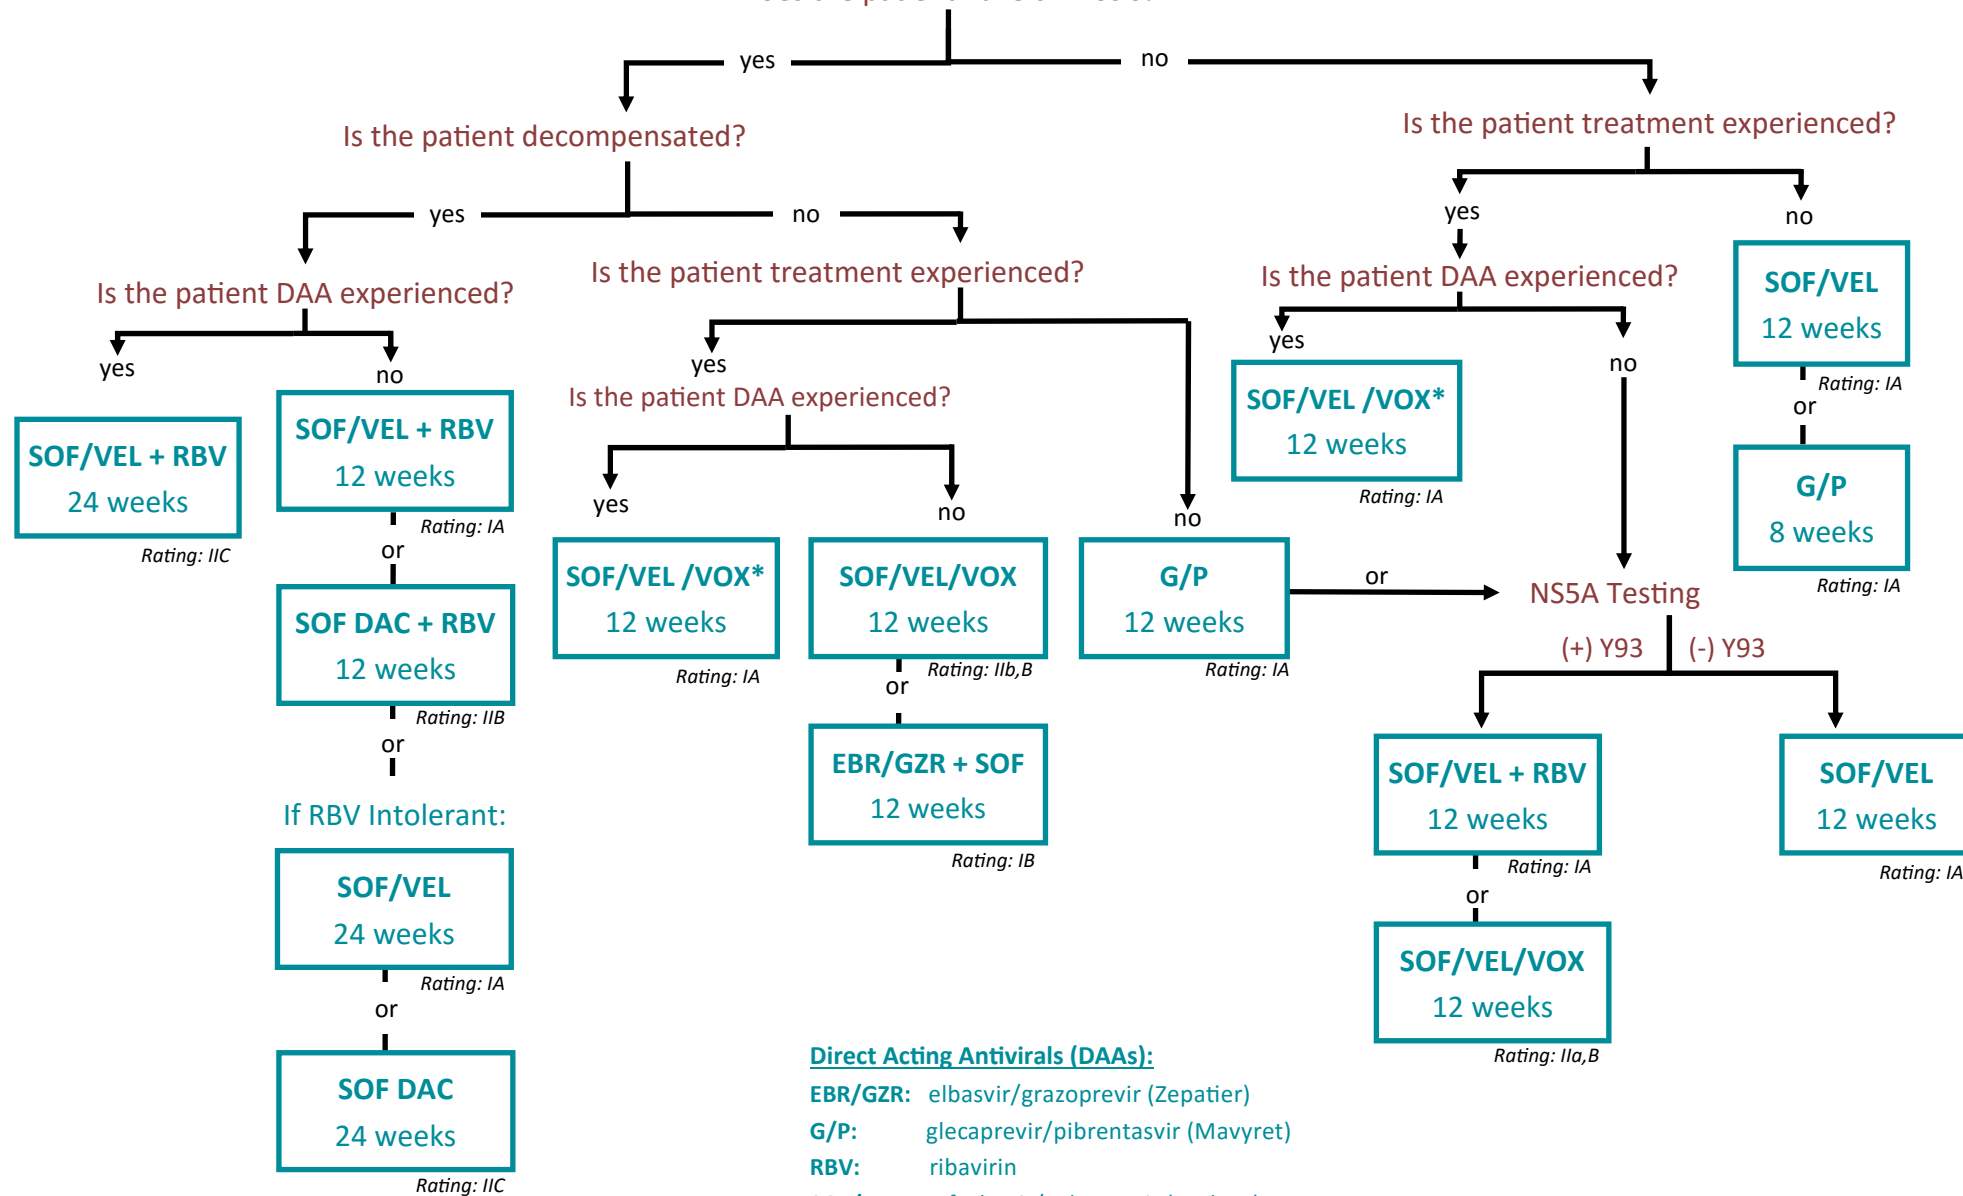 yes
no
Is the patient decompensated?
Is the patient treatment experienced?
yes
no
yes
no
Is the patient DAA experienced?
Is the patient treatment experienced?
Is the patient DAA experienced?
SOF/VEL
12 weeks
Rating: IA
or
G/P
8 weeks
Rating: IA
yes
no
yes
no
yes
no
SOF/VEL + RBV
24 weeks
Rating: IIC
SOF/VEL + RBV
12 weeks
Rating: IA
or
SOF DAC + RBV
12 weeks
Rating: IIB
or
If RBV Intolerant:
SOF/VEL
24 weeks
Rating: IA
or
SOF DAC
24 weeks
Rating: IIC
Is the patient DAA experienced?
yes
no
SOF/VEL /VOX*
12 weeks
Rating: IA
SOF/VEL/VOX
12 weeks
Rating: IIb,B
or
EBR/GZR + SOF
12 weeks
Rating: IB
G/P
12 weeks
Rating: IA
or
SOF/VEL /VOX*
12 weeks
Rating: IA
NS5A Testing
(+) Y93
(-) Y93
SOF/VEL + RBV
12 weeks
Rating: IA
or
SOF/VEL/VOX
12 weeks
Rating: IIa,B
SOF/VEL
12 weeks
Rating: IA
Direct Acting Antivirals (DAAs):
EBR/GZR: elbasvir/grazoprevir (Zepatier)
G/P: glecaprevir/pibrentasvir (Mavyret)
RBV: ribavirin